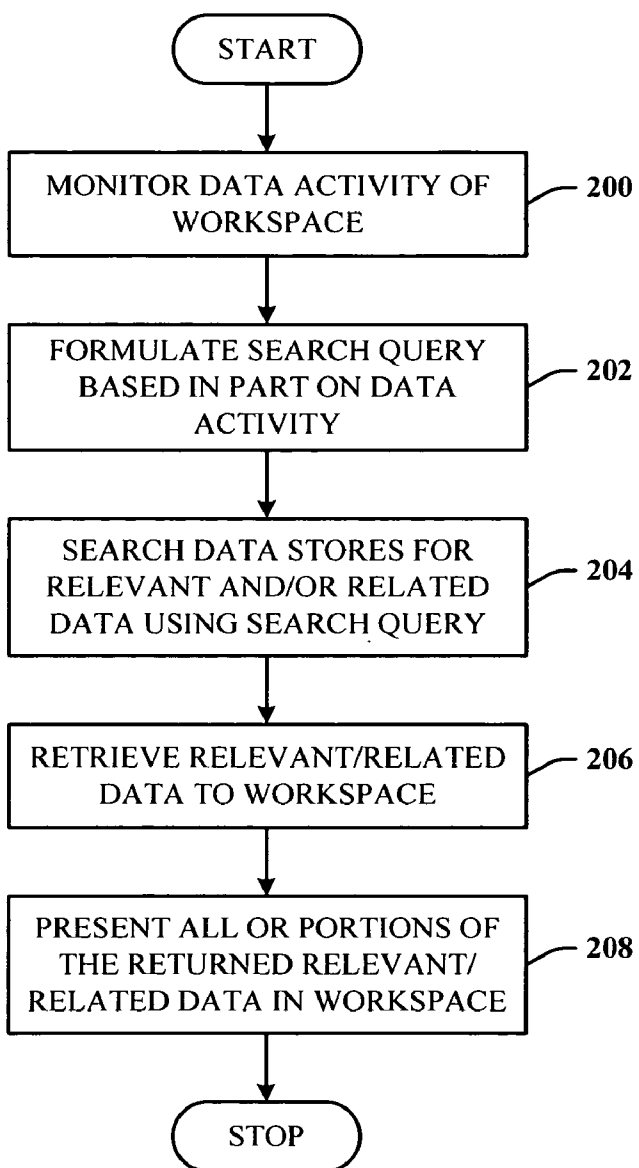 START
MONITOR DATA ACTIVITY OF
WORKSPACE
200
FORMULATE SEARCH QUERY
BASED IN PART ON DATA
ACTIVITY
202
SEARCH DATA STORES FOR
RELEVANT AND/OR RELATED
DATA USING SEARCH QUERY
204
RETRIEVE RELEVANT/RELATED
DATA TO WORKSPACE
206
PRESENT ALL OR PORTIONS OF
THE RETURNED RELEVANT/
RELATED DATA IN WORKSPACE
208
STOP